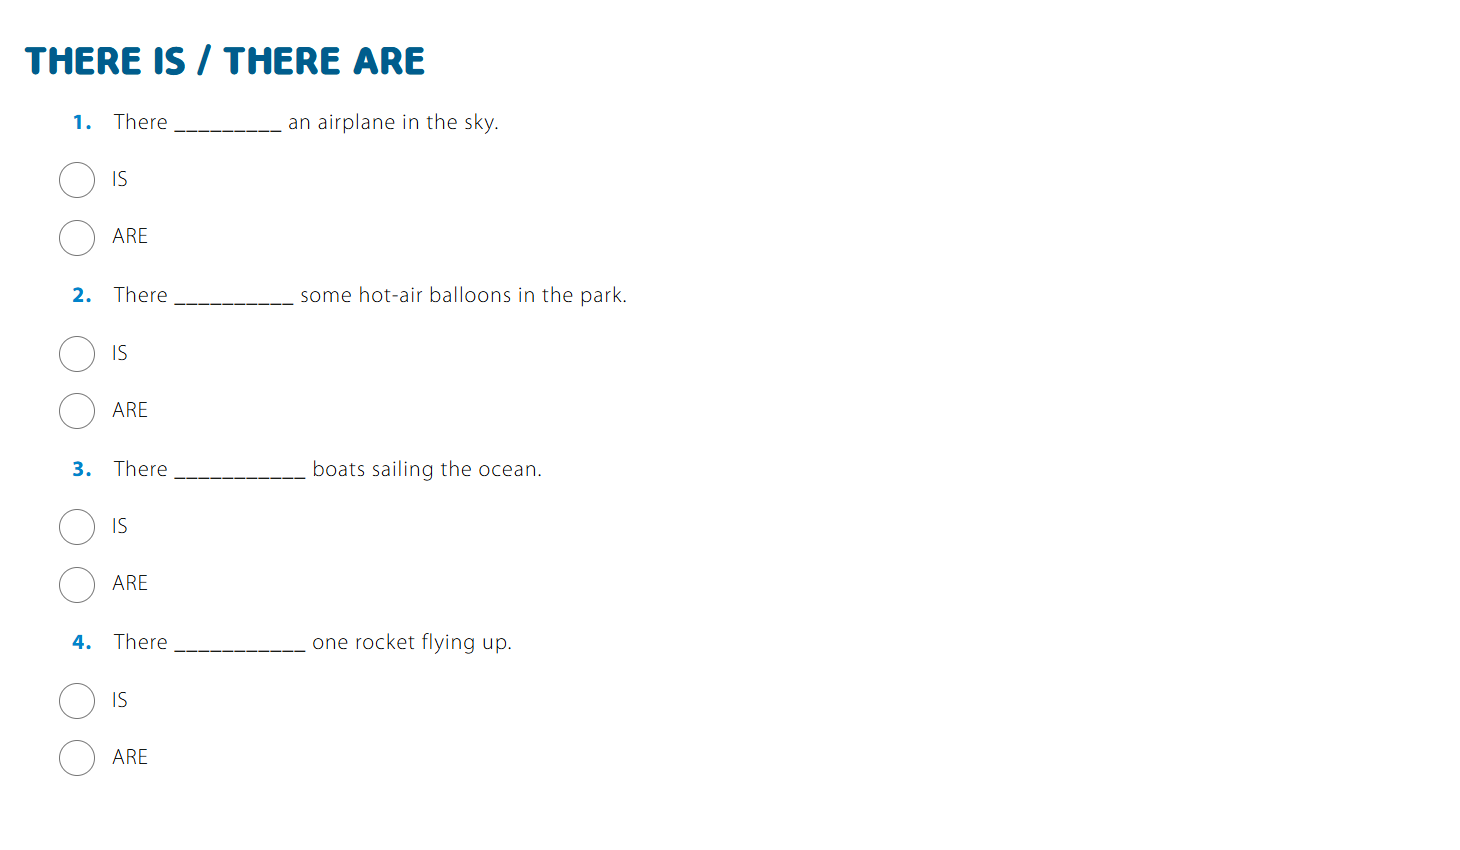 THERE IS / THERE ARE
1. There _________ an airplane in the sky.
IS
ARE
2. There __________ some hot-air balloons in the park.
IS
ARE
3. There ___________ boats sailing the ocean.
IS
ARE
4. There ___________ one rocket flying up.
IS
ARE